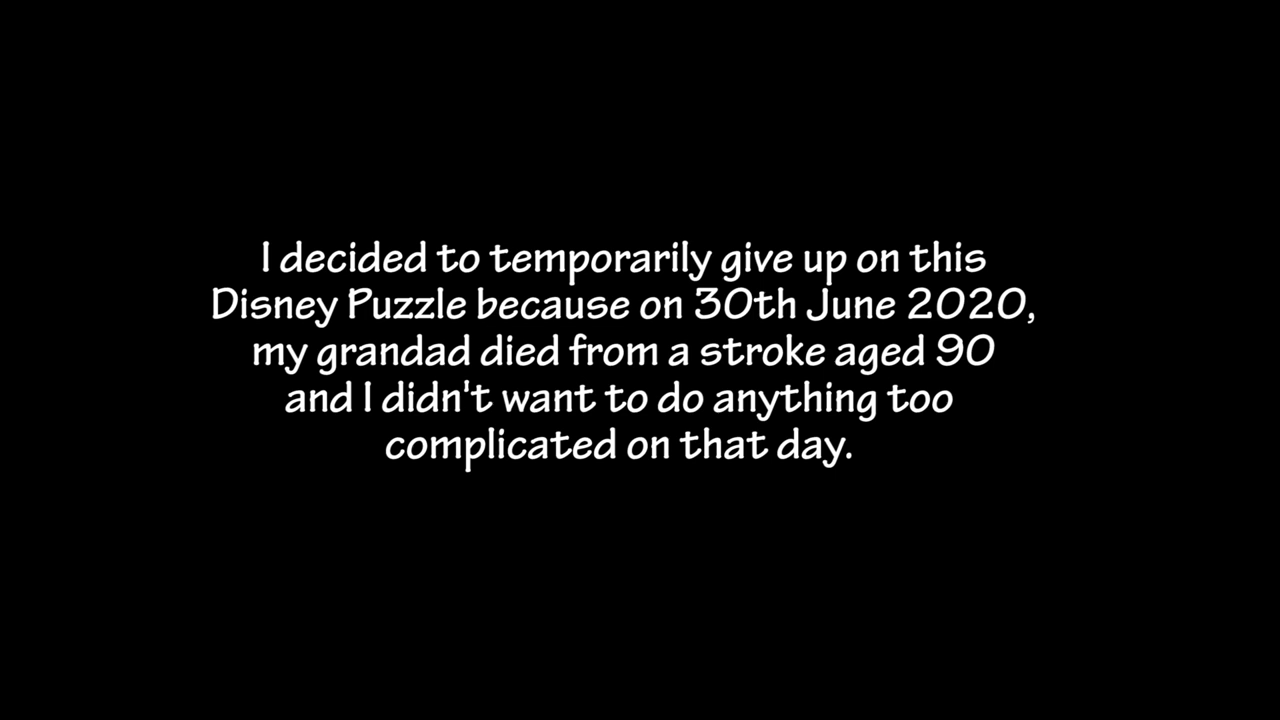 I decided to temporarily give up on this
Disney Puzzle because on 30th June 2020,
my grandad died from a stroke aged 90
and I didn't want to do anything too
complicated on that day.